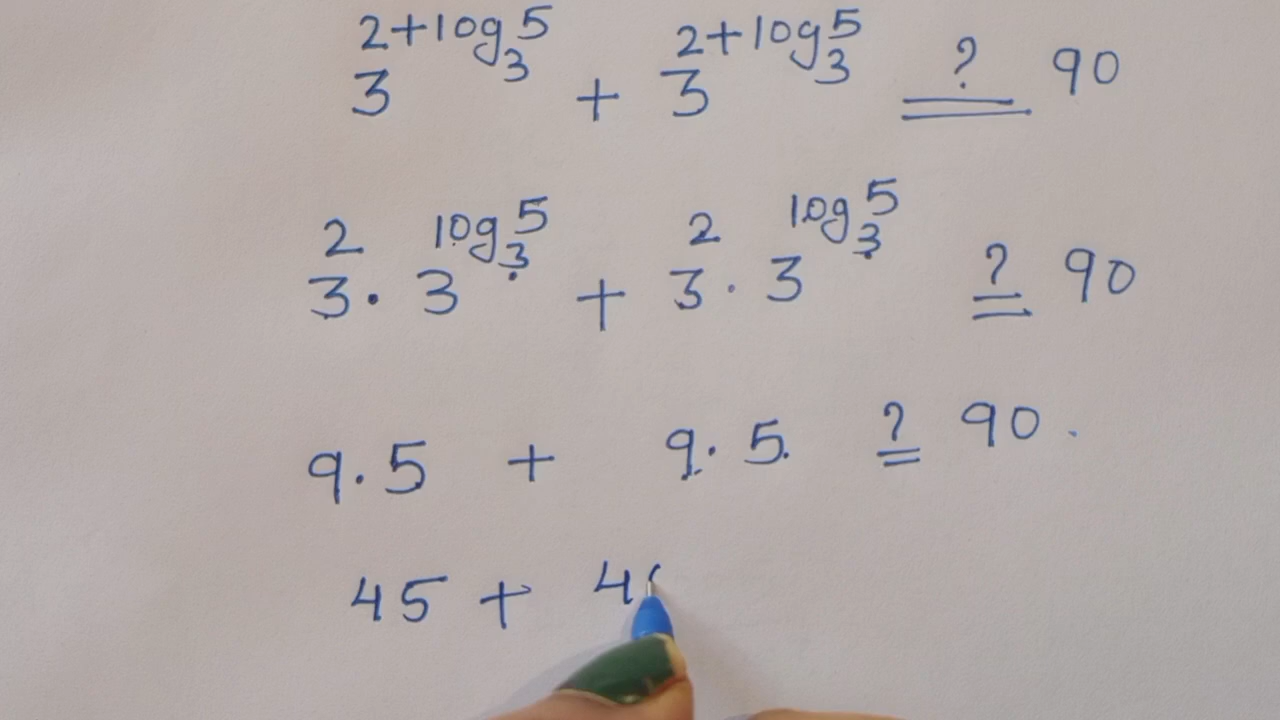 3^{2+log_3 5} + 3^{2+log_3 5} ? = 90
3^2 . 3^{log_3 5} + 3^2 . 3^{log_3 5} ? = 90
9.5 + 9.5. ? = 90.
45 + 4